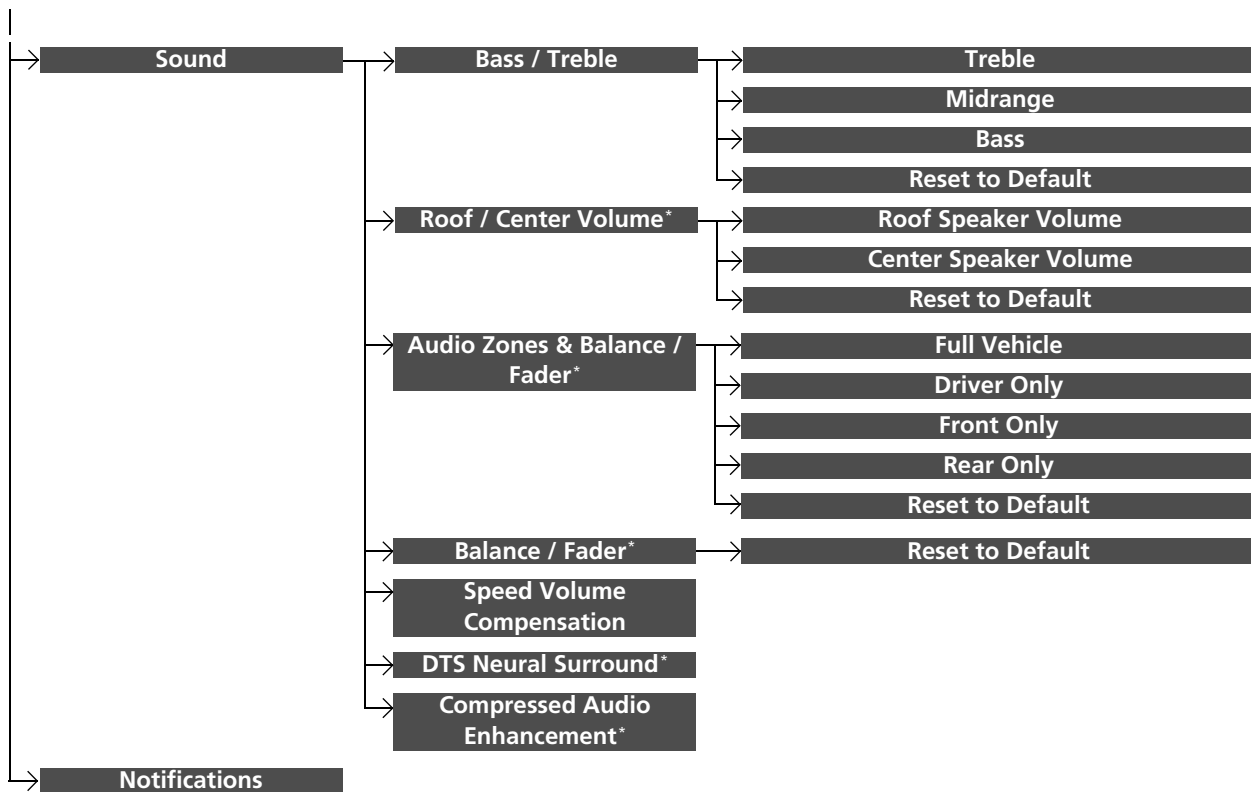 Sound
Bass / Treble
Treble
Midrange
Bass
Reset to Default
Roof / Center Volume*
Roof Speaker Volume
Center Speaker Volume
Reset to Default
Audio Zones & Balance /
Fader*
Full Vehicle
Driver Only
Front Only
Rear Only
Reset to Default
Balance / Fader*
Reset to Default
Speed Volume
Compensation
DTS Neural Surround*
Compressed Audio
Enhancement*
Notifications